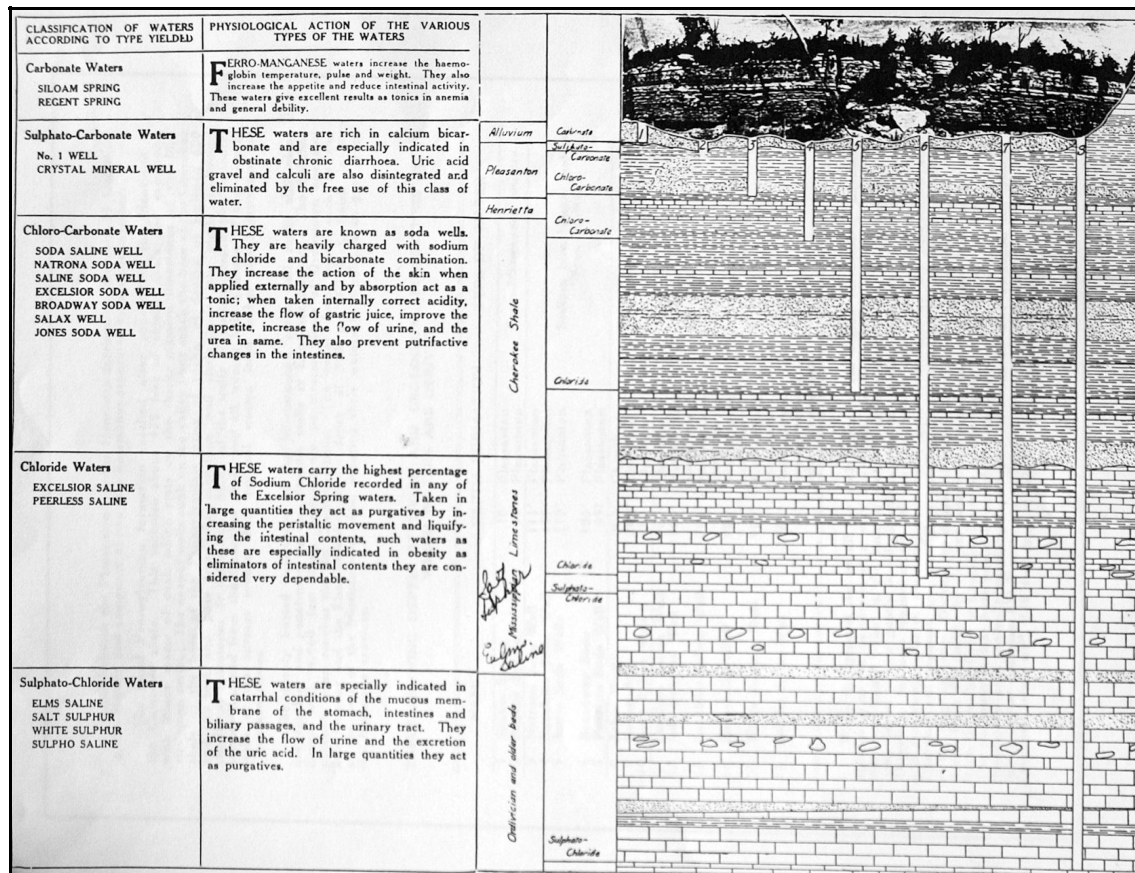 CLASSIFICATION OF WATERS
ACCORDING TO TYPE YIELDED
PHYSIOLOGICAL ACTION OF THE VARIOUS
TYPES OF THE WATERS
Carbonate Waters
SILOAM SPRING
REGENT SPRING
FERRO-MANGANESE waters increase the haemo-
globin temperature, pulse and weight. They also
increase the appetite and reduce intestinal activity.
These waters give excellent results as tonics in anemia
and general debility.
Sulphato-Carbonate Waters
No. 1 WELL
CRYSTAL MINERAL WELL
THESE waters are rich in calcium bicar-
bonate and are especially indicated in
obstinate chronic diarrhoea. Uric acid
gravel and calculi are also disintegrated and
eliminated by the free use of this class of
water.
Chloro-Carbonate Waters
SODA SALINE WELL
NATRONA SODA WELL
SALINE SODA WELL
EXCELSIOR SODA WELL
BROADWAY SODA WELL
SALAX WELL
JONES SODA WELL
THESE waters are known as soda wells.
They are heavily charged with sodium
chloride and bicarbonate combination.
They increase the action of the skin when
applied externally and by absorption act as a
tonic; when taken internally correct acidity,
increase the flow of gastric juice, improve the
appetite, increase the flow of urine, and the
urea in same. They also prevent putrifactive
changes in the intestines.
Chloride Waters
EXCELSIOR SALINE
PEERLESS SALINE
THESE waters carry the highest percentage
of Sodium Chloride recorded in any of
the Excelsior Spring waters. Taken in
large quantities they act as purgatives by in-
creasing the peristaltic movement and liquify-
ing the intestinal contents, such waters as
these are especially indicated in obesity as
eliminators of intestinal contents they are con-
sidered very dependable.
Sulphato-Chloride Waters
ELMS SALINE
SALT SULPHUR
WHITE SULPHUR
SULPHO SALINE
THESE waters are specially indicated in
catarrhal conditions of the mucous mem-
brane of the stomach, intestines and
biliary passages, and the urinary tract. They
increase the flow of urine and the excretion
of the uric acid. In large quantities they act
as purgatives.
Alluvium
Pleasanton
Henrietta
Cherokee Shale
Mississippian Limestones
Salt
Sulphur
Saline
Ordivician and older beds
Carbonate
Sulphato-
Carbonate
Chloro-
Carbonate
Chloro-
Carbonate
Chloride
Chloride
Sulphato-
Chloride
Sulphato-
Chloride
1 2 3 4 5 6 7 8